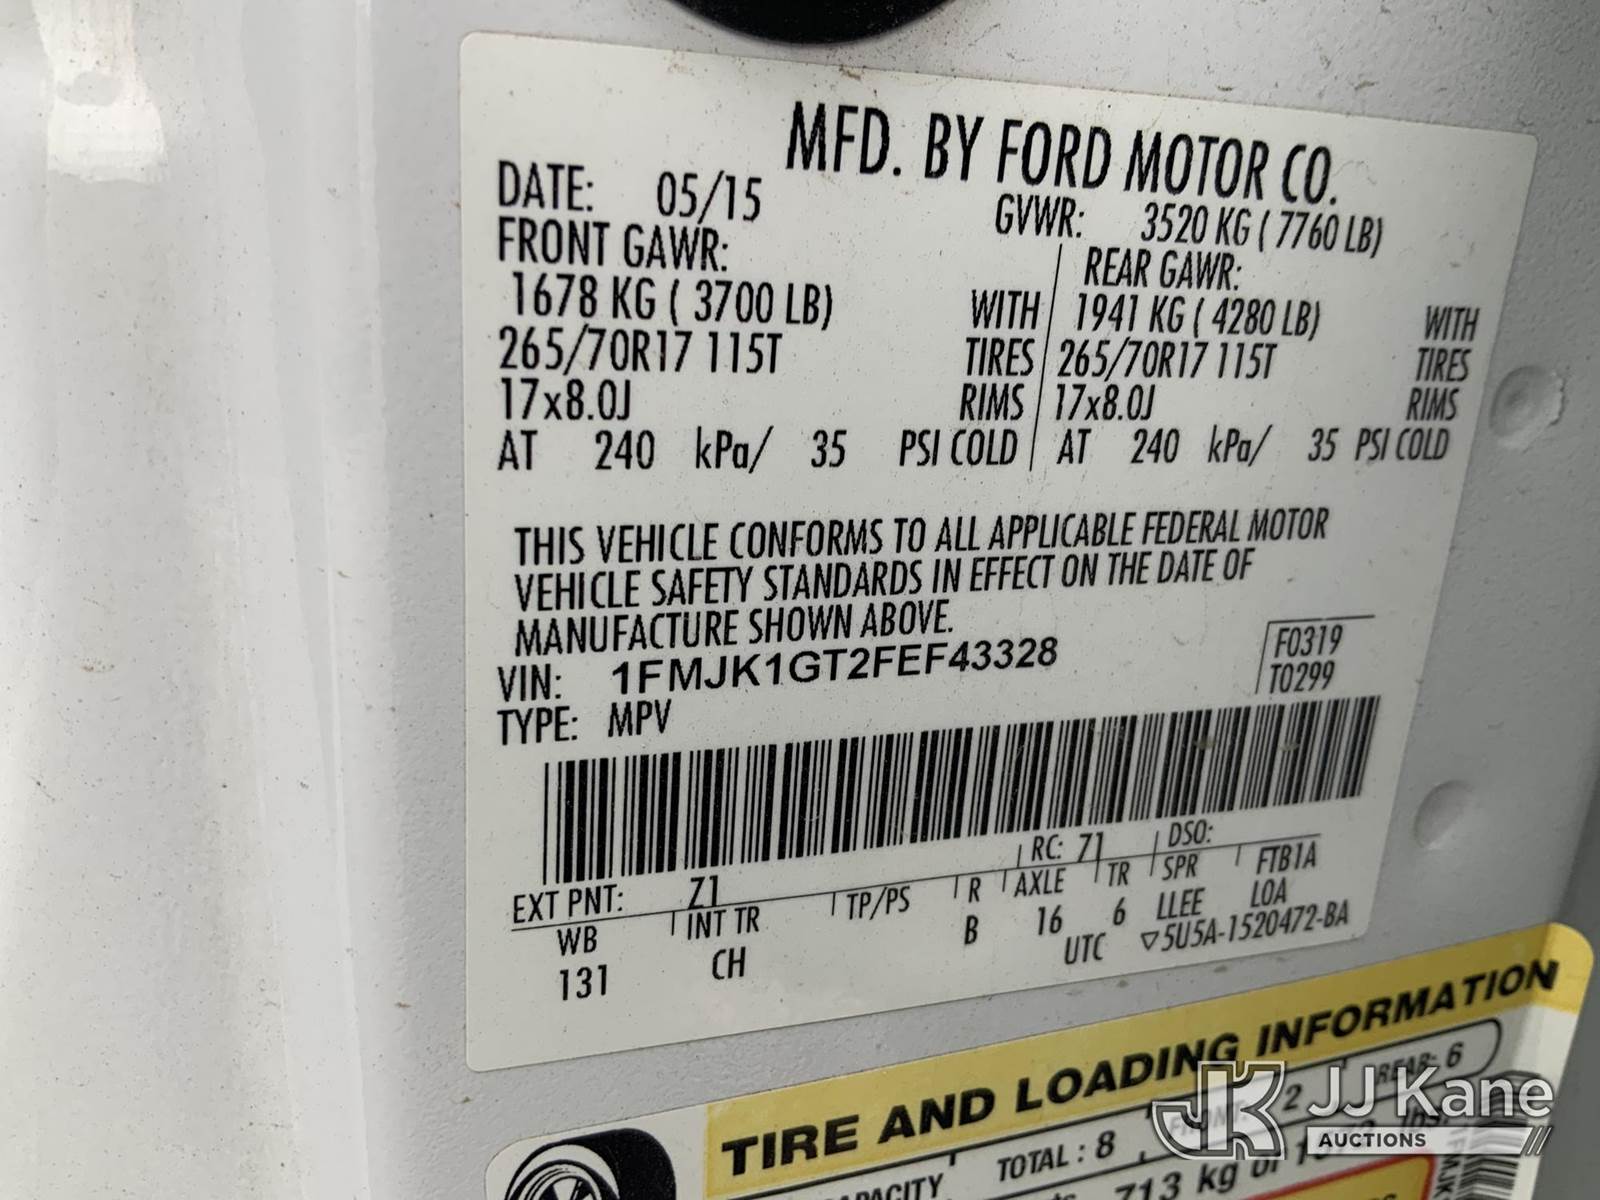 MFD. BY FORD MOTOR CO.
DATE: 05/15 GVWR: 3520 KG ( 7760 LB)
FRONT GAWR: REAR GAWR:
1678 KG ( 3700 LB) WITH 1941 KG ( 4280 LB) WITH
265/70R17 115T TIRES 265/70R17 115T TIRES
17x8.0J RIMS 17x8.0J RIMS
AT 240 kPa/ 35 PSI COLD AT 240 kPa/ 35 PSI COLD
THIS VEHICLE CONFORMS TO ALL APPLICABLE FEDERAL MOTOR
VEHICLE SAFETY STANDARDS IN EFFECT ON THE DATE OF
MANUFACTURE SHOWN ABOVE.
VIN: 1FMJK1GT2FEF43328 F0319
TYPE: MPV T0299
EXT PNT: Z1 RC: 71 DSO: FTB1A
WB INT TR TP/PS R AXLE TR SPR LOA
131 CH B 16 6 LLEE
UTC ▽5U5A-1520472-BA
TIRE AND LOADING INFORMATION
TOTAL : 8 FRONT: 2 REAR: 6
713 kg or
JJ Kane
AUCTIONS